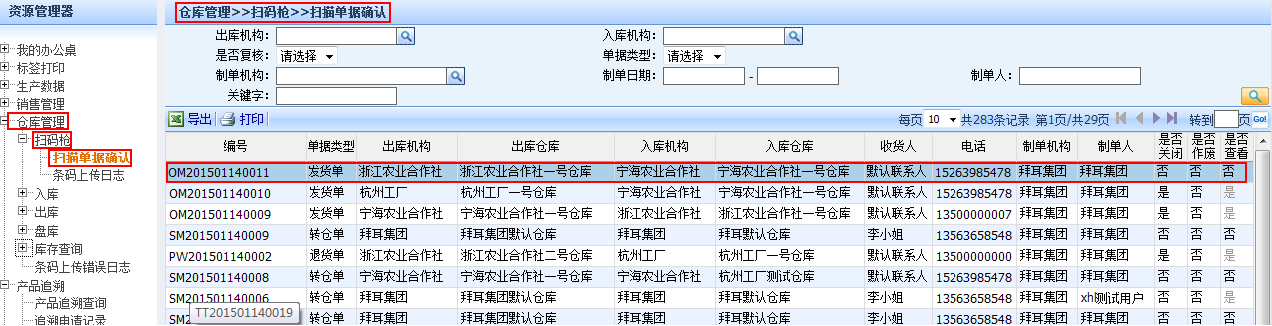 资源管理器
我的办公桌
标签打印
生产数据
销售管理
仓库管理
扫码枪
扫描单据确认
条码上传日志
入库
出库
盘库
库存查询
条码上传错误日志
产品追溯
产品追溯查询
追溯申请记录
仓库管理>>扫码枪>>扫描单据确认
出库机构: 入库机构:
是否复核: 请选择 单据类型: 请选择
制单机构: 制单日期: - 制单人:
关键字:
导出 打印 每页 10 共283条记录 第1页/共29页 转到 页 Go!
编号 单据类型 出库机构 出库仓库 入库机构 入库仓库 收货人 电话 制单机构 制单人 是否关闭 是否作废 是否查看
OM201501140011 发货单 浙江农业合作社 浙江农业合作社一号仓库 宁海农业合作社 宁海农业合作社一号仓库 默认联系人 15263985478 拜耳集团 拜耳集团 否 否 否
OM201501140010 发货单 杭州工厂 杭州工厂一号仓库 宁海农业合作社 宁海农业合作社一号仓库 默认联系人 15263985478 拜耳集团 拜耳集团 是 否 是
OM201501140009 发货单 宁海农业合作社 宁海农业合作社一号仓库 浙江农业合作社 浙江农业合作社一号仓库 默认联系人 13500000007 拜耳集团 拜耳集团 是 否 是
SM201501140009 转仓单 拜耳集团 拜耳集团默认仓库 拜耳集团 拜耳集团默认仓库 李小姐 13563658548 拜耳集团 拜耳集团 否 否 否
PW201501140002 退货单 浙江农业合作社 浙江农业合作社二号仓库 杭州工厂 杭州工厂一号仓库 默认联系人 13500000000 拜耳集团 拜耳集团 是 否 是
SM201501140008 转仓单 宁海农业合作社 宁海农业合作社一号仓库 宁海农业合作社 杭州工厂测试仓库 默认联系人 15263985478 拜耳集团 拜耳集团 否 否 否
SM201501140006 转仓单 拜耳集团 拜耳集团默认仓库 拜耳集团 拜耳集团默认仓库 李小姐 13563658548 拜耳集团 xh测试用户 否 否 是
SM2 转仓单 拜耳集团 拜耳集团默认仓库 拜耳集团 拜耳集团默认仓库 李小姐 13563658548 拜耳集团 拜耳集团 否 否 否
TT201501140019